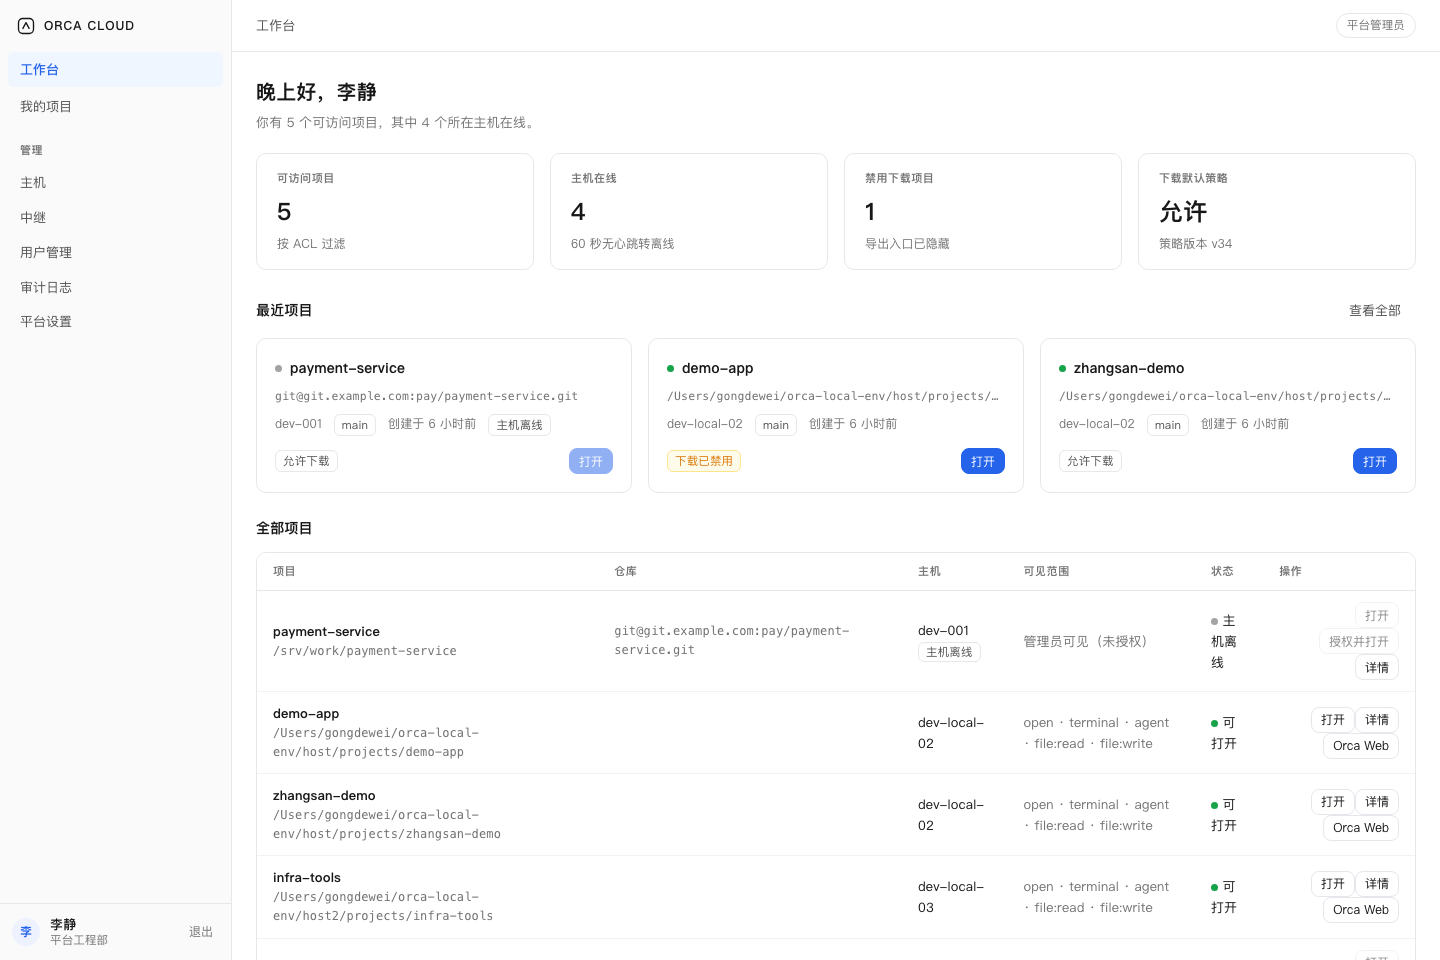 ORCA CLOUD
工作台
我的项目
管理
主机
中继
用户管理
审计日志
平台设置
李
李静
平台工程部
退出
工作台
平台管理员
晚上好，李静
你有 5 个可访问项目，其中 4 个所在主机在线。
可访问项目
5
按 ACL 过滤
主机在线
4
60 秒无心跳转离线
禁用下载项目
1
导出入口已隐藏
下载默认策略
允许
策略版本 v34
最近项目
查看全部
payment-service
git@git.example.com:pay/payment-service.git
dev-001 main 创建于 6 小时前 主机离线
允许下载 打开
demo-app
/Users/gongdewei/orca-local-env/host/projects/…
dev-local-02 main 创建于 6 小时前
下载已禁用 打开
zhangsan-demo
/Users/gongdewei/orca-local-env/host/projects/…
dev-local-02 main 创建于 6 小时前
允许下载 打开
全部项目
项目 仓库 主机 可见范围 状态 操作
payment-service
/srv/work/payment-service
git@git.example.com:pay/payment-
service.git
dev-001
主机离线
管理员可见（未授权）
主
机离
线
打开
授权并打开
详情
demo-app
/Users/gongdewei/orca-local-
env/host/projects/demo-app
dev-local-
02
open · terminal · agent
· file:read · file:write
可
打开
打开 详情
Orca Web
zhangsan-demo
/Users/gongdewei/orca-local-
env/host/projects/zhangsan-demo
dev-local-
02
open · terminal · agent
· file:read · file:write
可
打开
打开 详情
Orca Web
infra-tools
/Users/gongdewei/orca-local-
env/host2/projects/infra-tools
dev-local-
03
open · terminal · agent
· file:read · file:write
可
打开
打开 详情
Orca Web